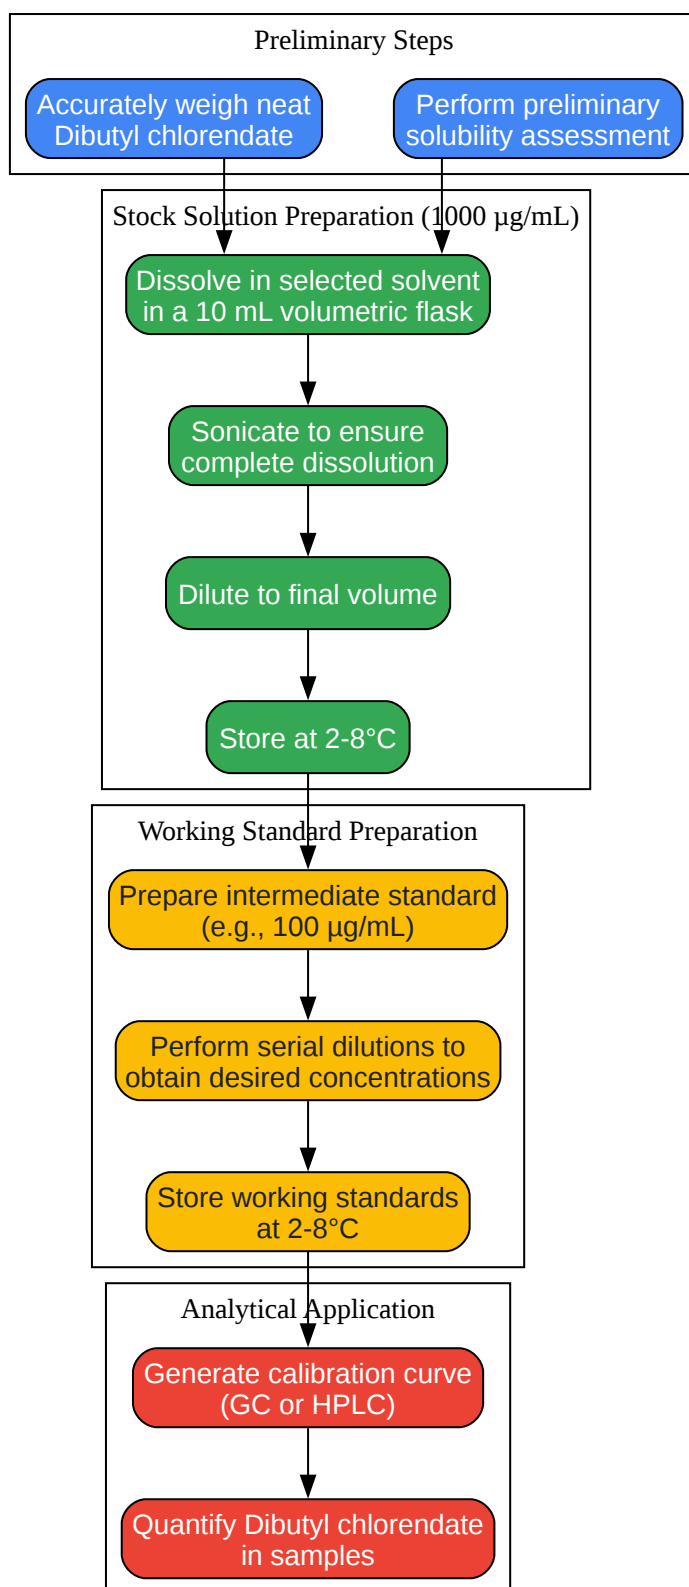 Preliminary Steps
Accurately weigh neat
Dibutyl chlorendate
Perform preliminary
solubility assessment
Stock Solution Preparation (1000 µg/mL)
Dissolve in selected solvent
in a 10 mL volumetric flask
Sonicate to ensure
complete dissolution
Dilute to final volume
Store at 2-8°C
Working Standard Preparation
Prepare intermediate standard
(e.g., 100 µg/mL)
Perform serial dilutions to
obtain desired concentrations
Store working standards
at 2-8°C
Analytical Application
Generate calibration curve
(GC or HPLC)
Quantify Dibutyl chlorendate
in samples